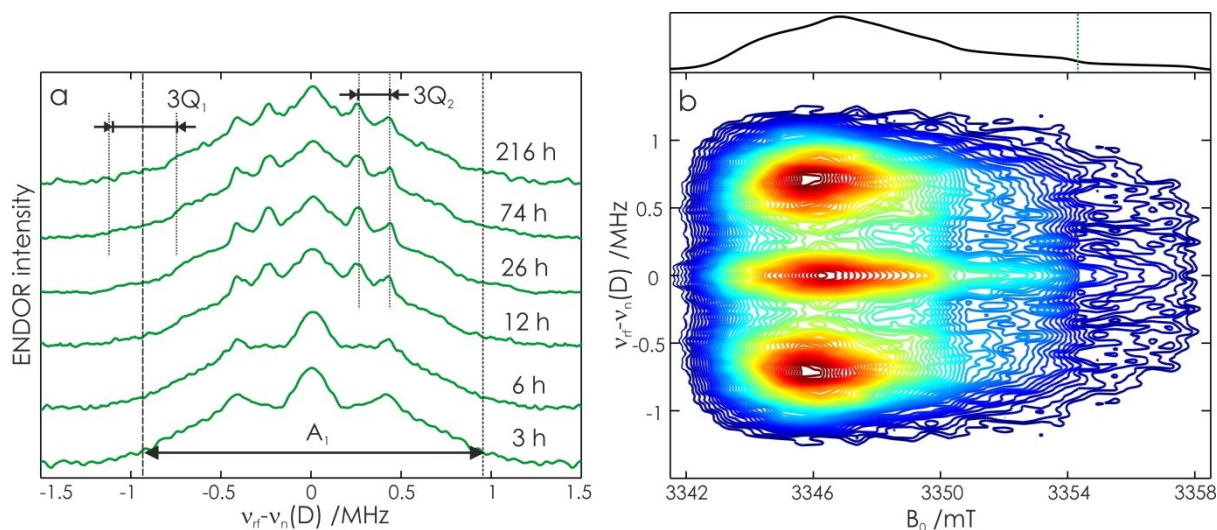 a
3Q₁
3Q₂
216 h
74 h
26 h
12 h
6 h
3 h
A₁
ENDOR intensity
-1.5 -1 -0.5 0 0.5 1 1.5
νrf-νn(D) /MHz
b
1
0.5
0
-0.5
-1
νrf-νn(D) /MHz
3342 3346 3350 3354 3358
B₀ /mT